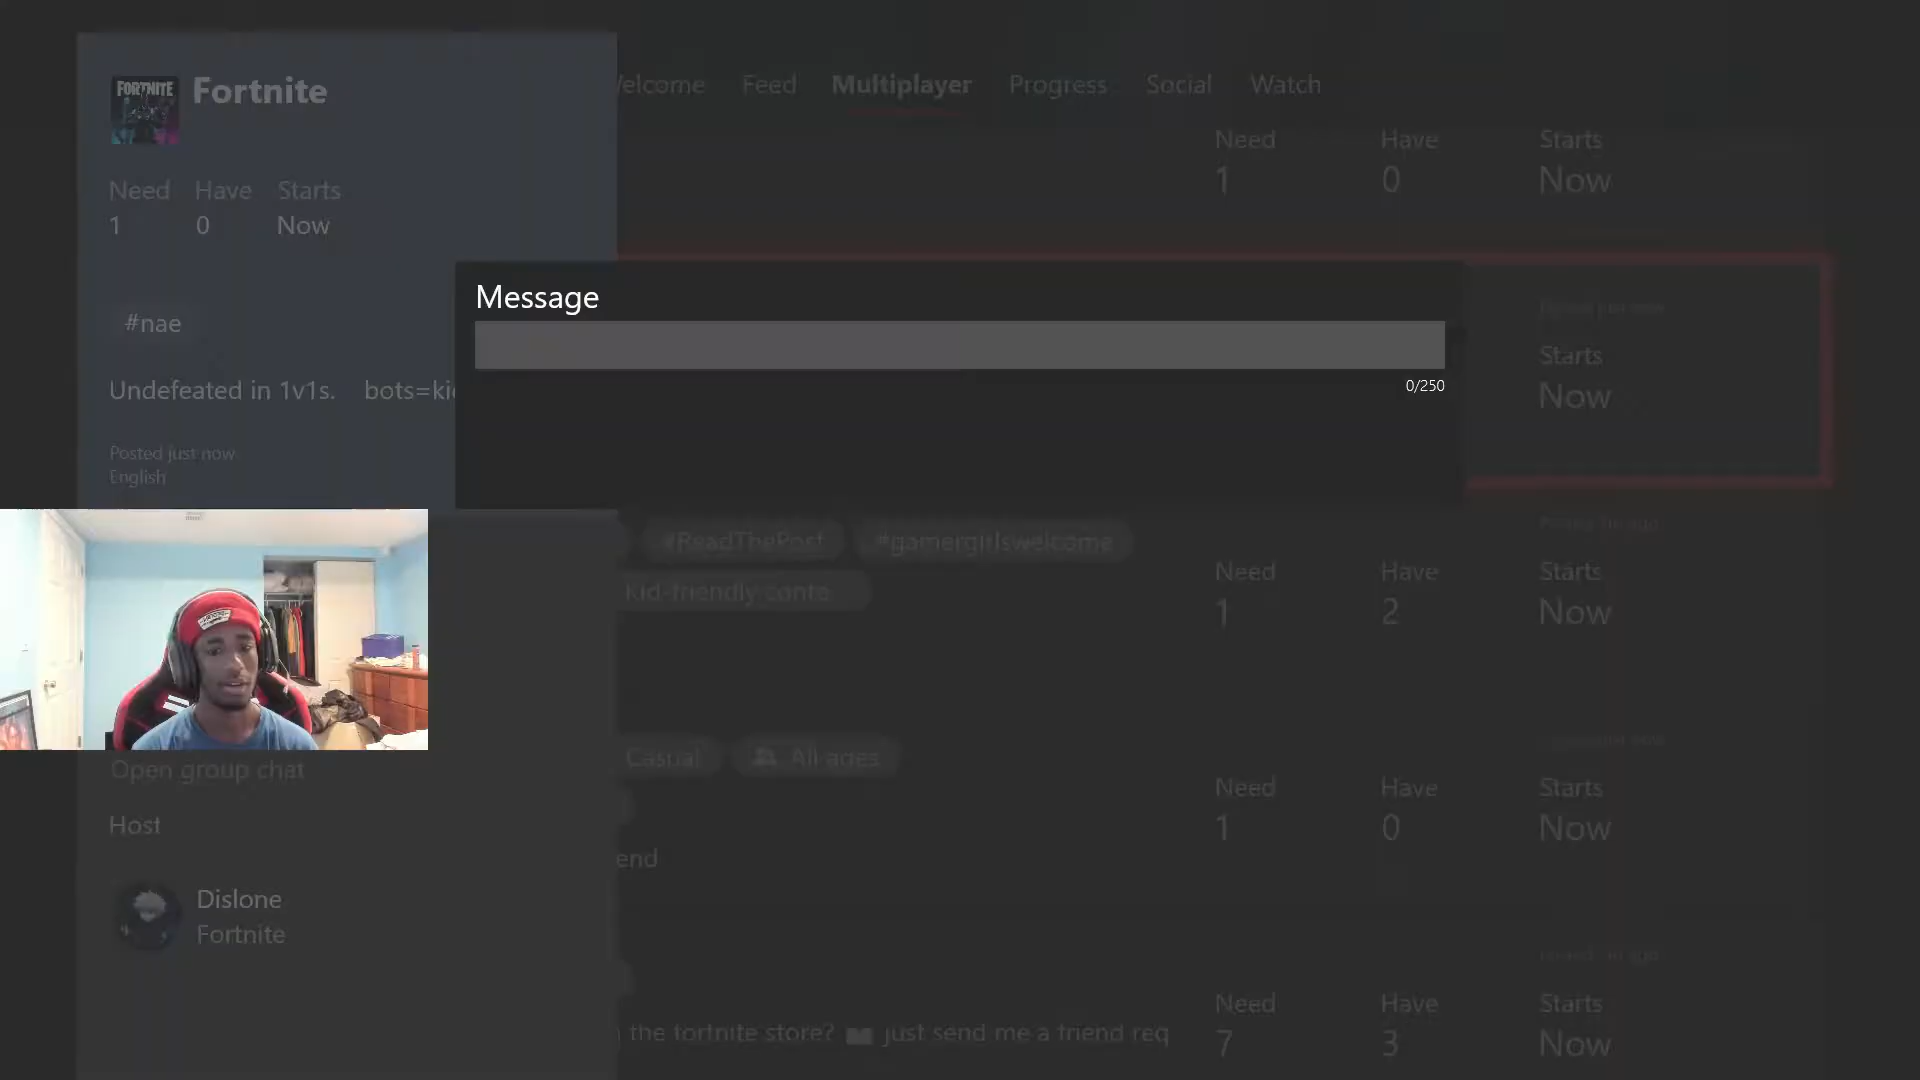 FORTNITE
Fortnite
Welcome Feed Multiplayer Progress Social Watch
Need Have Starts
1 0 Now
Need Have Starts
1 0 Now
#nae
Message
0/250
Undefeated in 1v1s. bots=
Posted just now
English
Starts
Now
#ReadThePost #gamergirlswelcome
Kid-friendly conte
Need Have Starts
1 2 Now
Casual All ages
Open group chat
Need Have Starts
1 0 Now
Host
end
Dislone
Fortnite
the fortnite store? just send me a friend req
Need Have Starts
7 3 Now